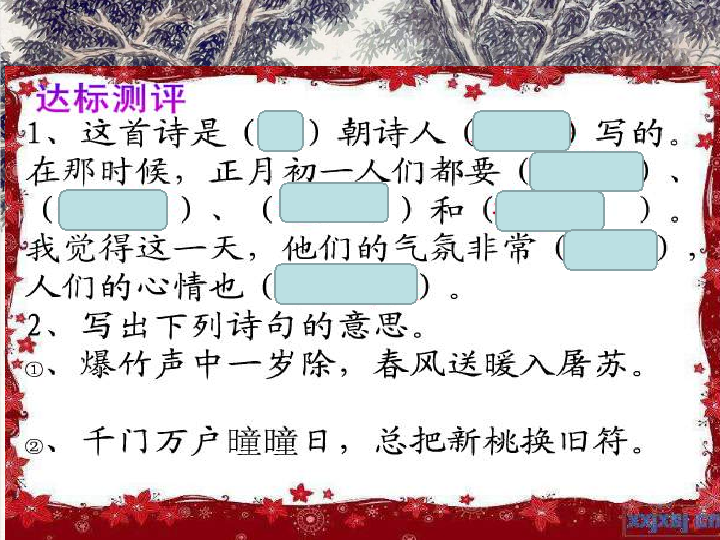 达标测评
1、这首诗是（ ）朝诗人（ ）写的。
在那时候，正月初一人们都要（ ）、
（ ）、（ ）和（ ）。
我觉得这一天，他们的气氛非常（ ），
人们的心情也（ ）。
2、写出下列诗句的意思。
①、爆竹声中一岁除，春风送暖入屠苏。
②、千门万户曈曈日，总把新桃换旧符。
xxjxsj.cn